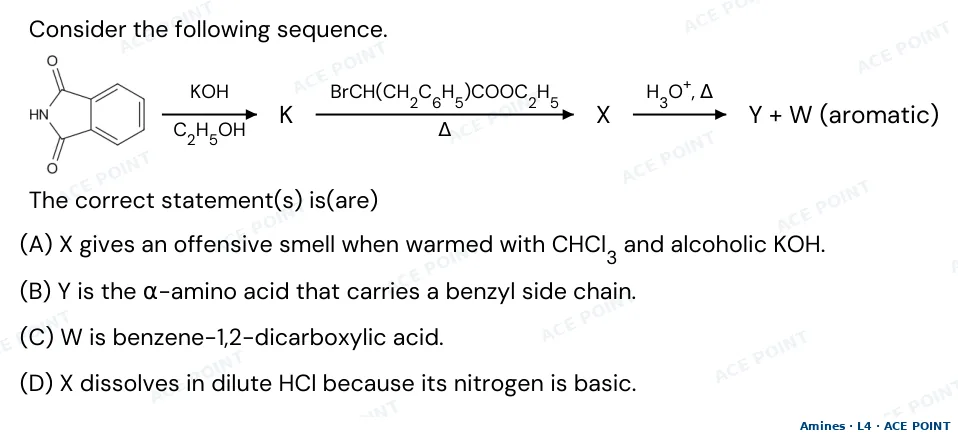 Consider the following sequence.
O
HN
O
KOH
C2H5OH
K
BrCH(CH2C6H5)COOC2H5
Δ
X
H3O+, Δ
Y + W (aromatic)
The correct statement(s) is(are)
(A) X gives an offensive smell when warmed with CHCl3 and alcoholic KOH.
(B) Y is the α-amino acid that carries a benzyl side chain.
(C) W is benzene-1,2-dicarboxylic acid.
(D) X dissolves in dilute HCl because its nitrogen is basic.
Amines · L4 · ACE POINT